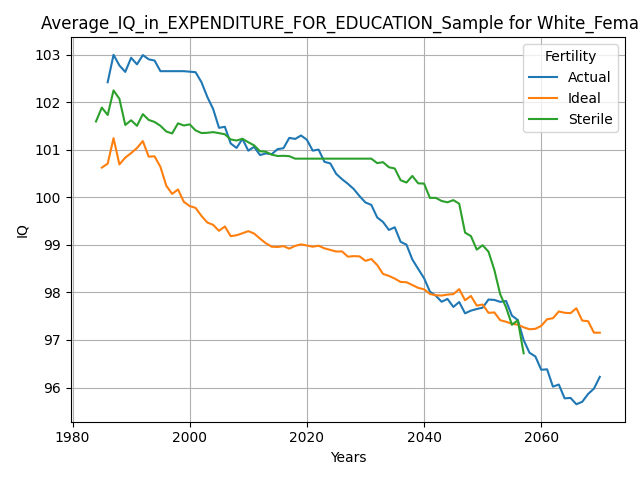 Average_IQ_in_EXPENDITURE_FOR_EDUCATION_Sample for White_Fema
103
102
101
100
99
98
97
96
IQ
Fertility
Actual
Ideal
Sterile
1980
2000
2020
2040
2060
Years